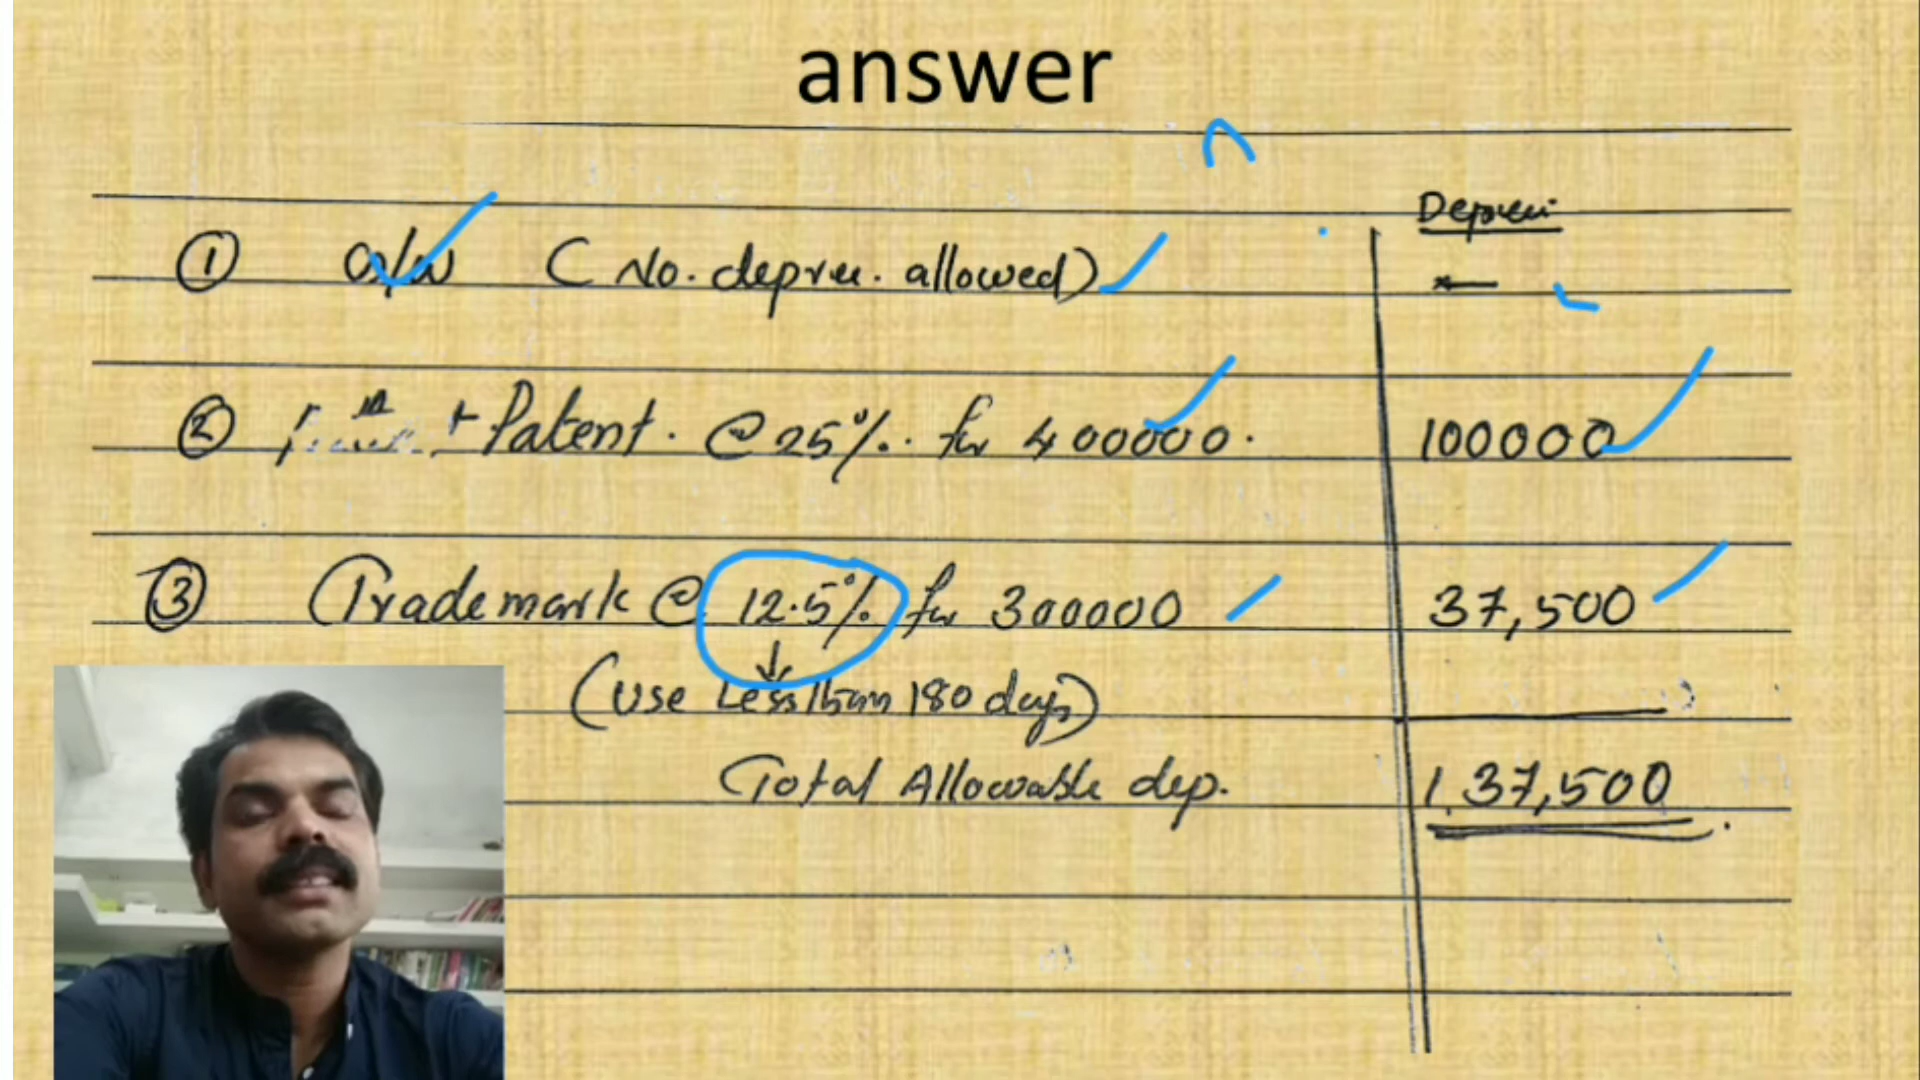 answer
Depreci.
① G/w ( No. depree. allowed)
② Patent. @ 25%. for 400000. 100000
③ Trademark @ 12.5% for 300000 37,500
(Use Less than 180 days)
Total Allowable dep. 1,37,500